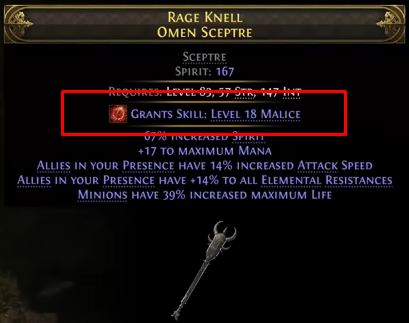 Rage Knell
Omen Sceptre
Sceptre
Spirit: 167
Requires: Level 83, 57 Str, 147 Int
Grants Skill: Level 18 Malice
67% increased Spirit
+17 to maximum Mana
Allies in your Presence have 14% increased Attack Speed
Allies in your Presence have +14% to all Elemental Resistances
Minions have 39% increased maximum Life